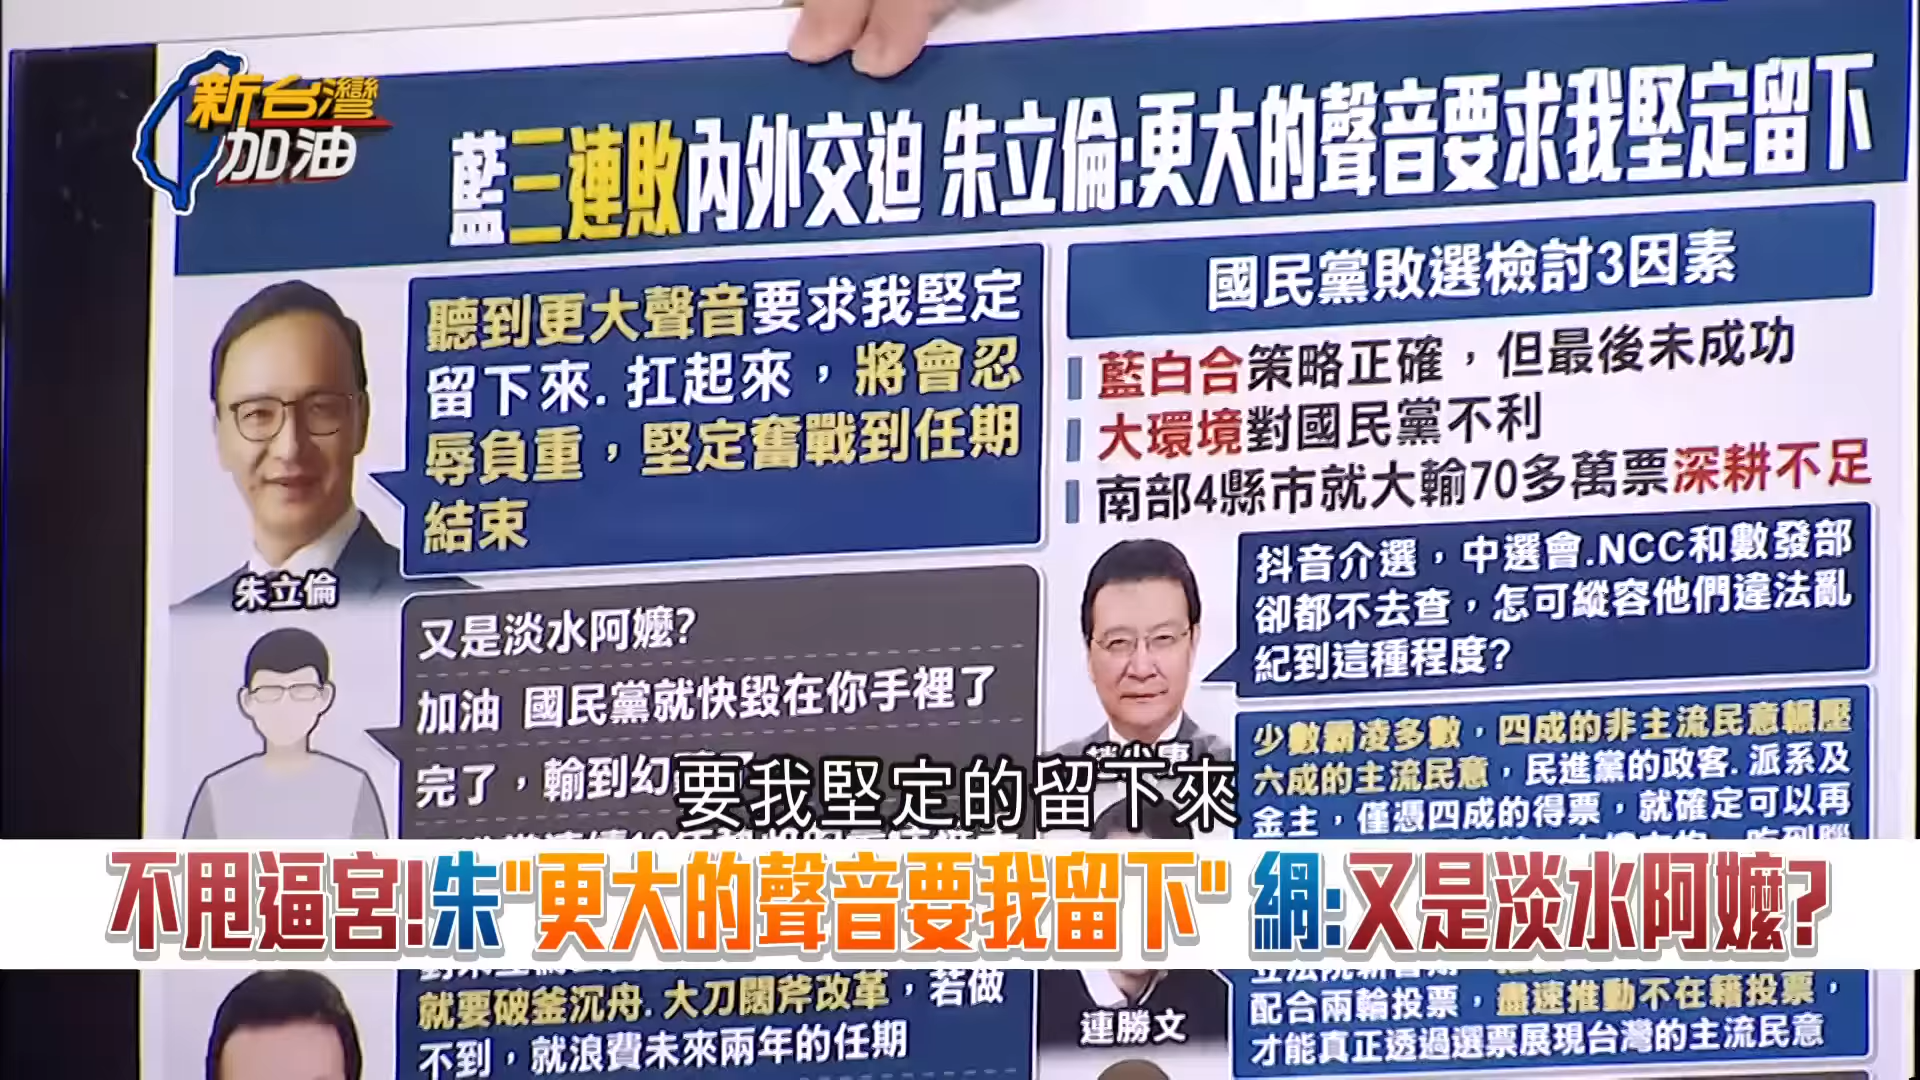 新台灣
加油
藍三連敗內外交迫 朱立倫:更大的聲音要求我堅定留下
聽到更大聲音要求我堅定
留下來.扛起來，將會忍
辱負重，堅定奮戰到任期
結束
朱立倫
又是淡水阿嬤?
加油 國民黨就快毀在你手裡了
完了，輸到幻
國民黨敗選檢討3因素
藍白合策略正確，但最後未成功
大環境對國民黨不利
南部4縣市就大輸70多萬票深耕不足
抖音介選，中選會.NCC和數發部
卻都不去查，怎可縱容他們違法亂
紀到這種程度?
少數霸凌多數，四成的非主流民意輾壓
六成的主流民意，民進黨的政客.派系及
金主，僅憑四成的得票，就確定可以再
要我堅定的留下來
不甩逼宮!朱"更大的聲音要我留下" 網:又是淡水阿嬤?
就要破釜沉舟.大刀闊斧改革，若做
不到，就浪費未來兩年的任期
連勝文
配合兩輪投票，盡速推動不在籍投票，
才能真正透過選票展現台灣的主流民意